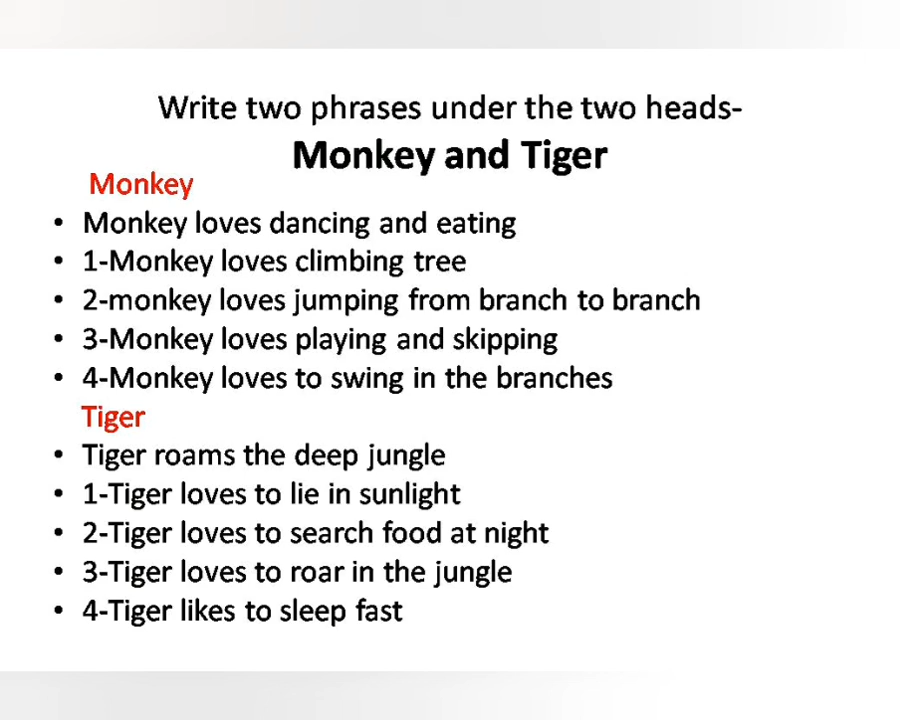 Write two phrases under the two heads-
Monkey and Tiger
Monkey
• Monkey loves dancing and eating
• 1-Monkey loves climbing tree
• 2-monkey loves jumping from branch to branch
• 3-Monkey loves playing and skipping
• 4-Monkey loves to swing in the branches
Tiger
• Tiger roams the deep jungle
• 1-Tiger loves to lie in sunlight
• 2-Tiger loves to search food at night
• 3-Tiger loves to roar in the jungle
• 4-Tiger likes to sleep fast